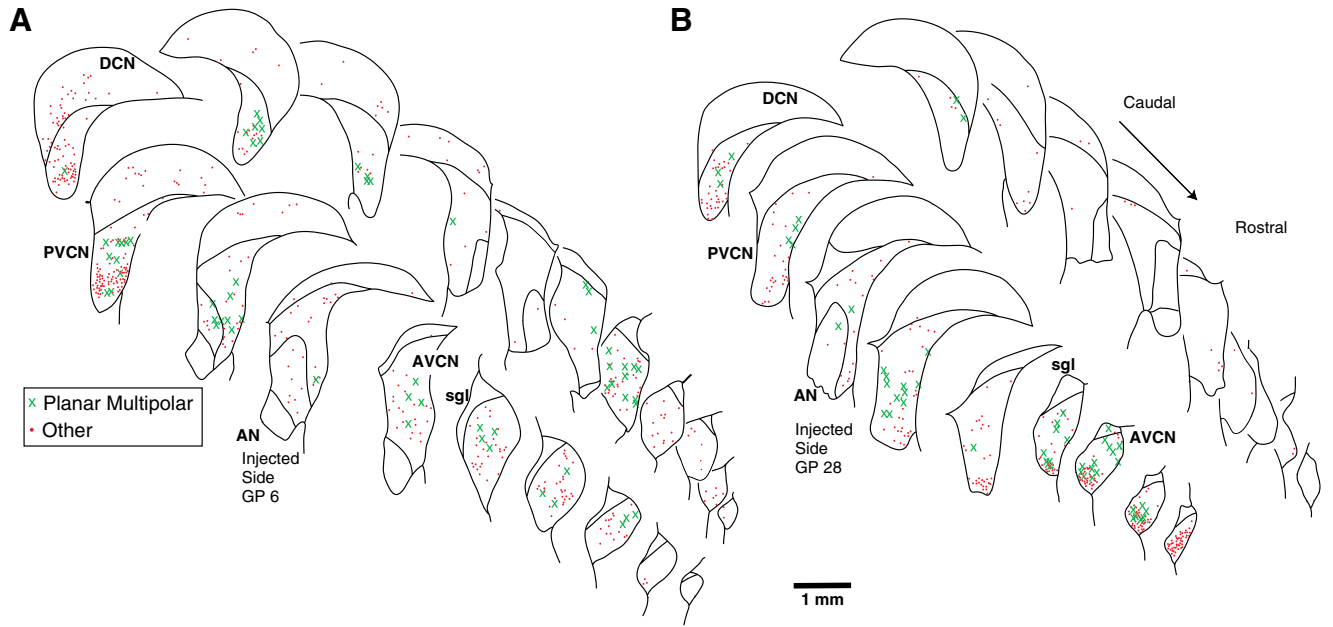 A
DCN
PVCN
AVCN
sgl
x Planar Multipolar
• Other
AN
Injected
Side
GP 6
B
DCN
Caudal
Rostral
PVCN
sgl
AN
AVCN
Injected
Side
GP 28
1 mm